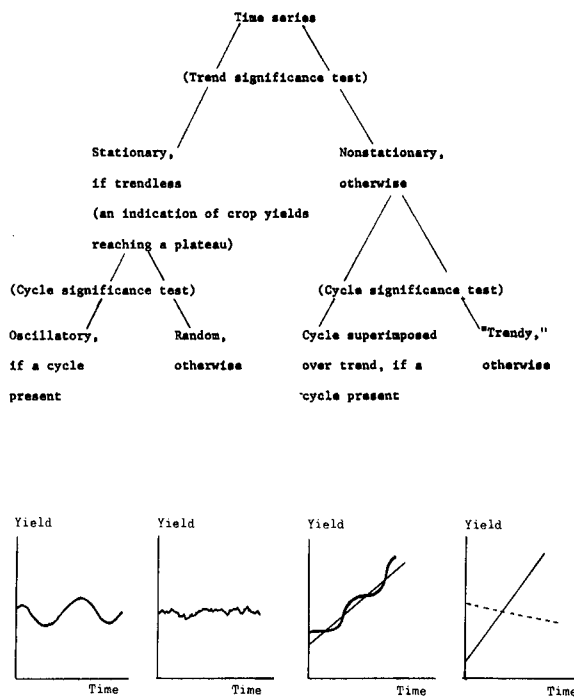 Time series
(Trend significance test)
Stationary,
if trendless
(an indication of crop yields
reaching a plateau)
Nonstationary,
otherwise
(Cycle significance test)
(Cycle significance test)
Oscillatory,
if a cycle
present
Random,
otherwise
Cycle superimposed
over trend, if a
cycle present
"Trendy,"
otherwise
Yield
Time
Yield
Time
Yield
Time
Yield
Time